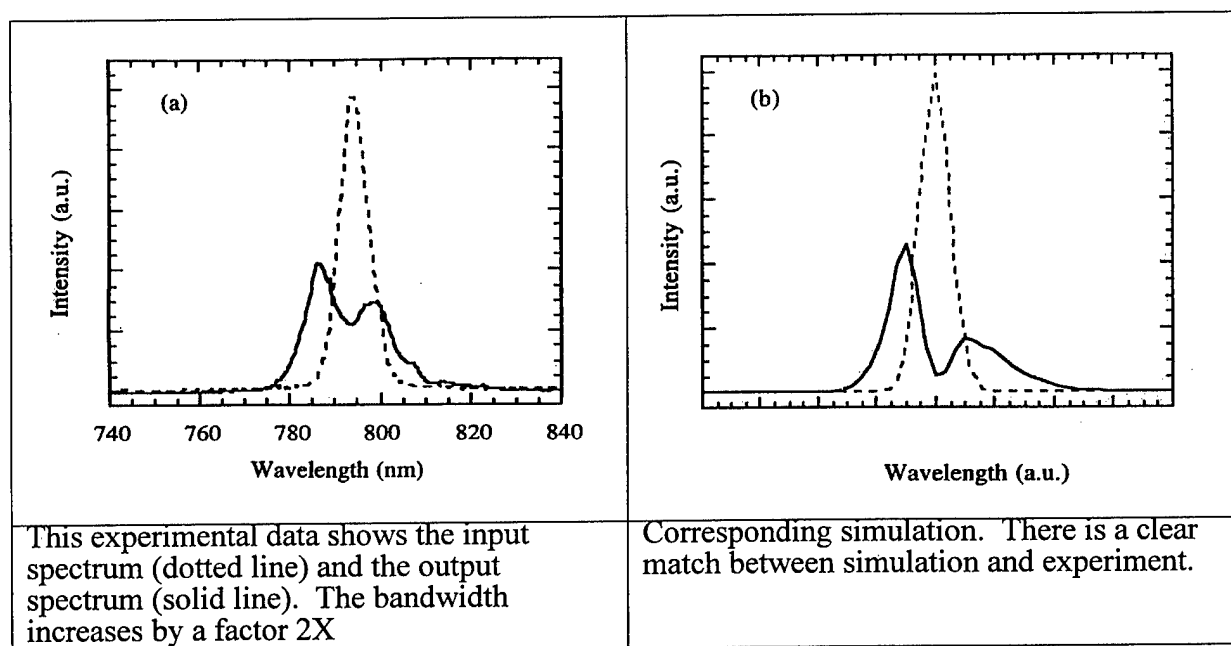 (a)
Intensity (a.u.)
740 760 780 800 820 840
Wavelength (nm)
(b)
Intensity (a.u.)
Wavelength (a.u.)
This experimental data shows the input
spectrum (dotted line) and the output
spectrum (solid line). The bandwidth
increases by a factor 2X
Corresponding simulation. There is a clear
match between simulation and experiment.